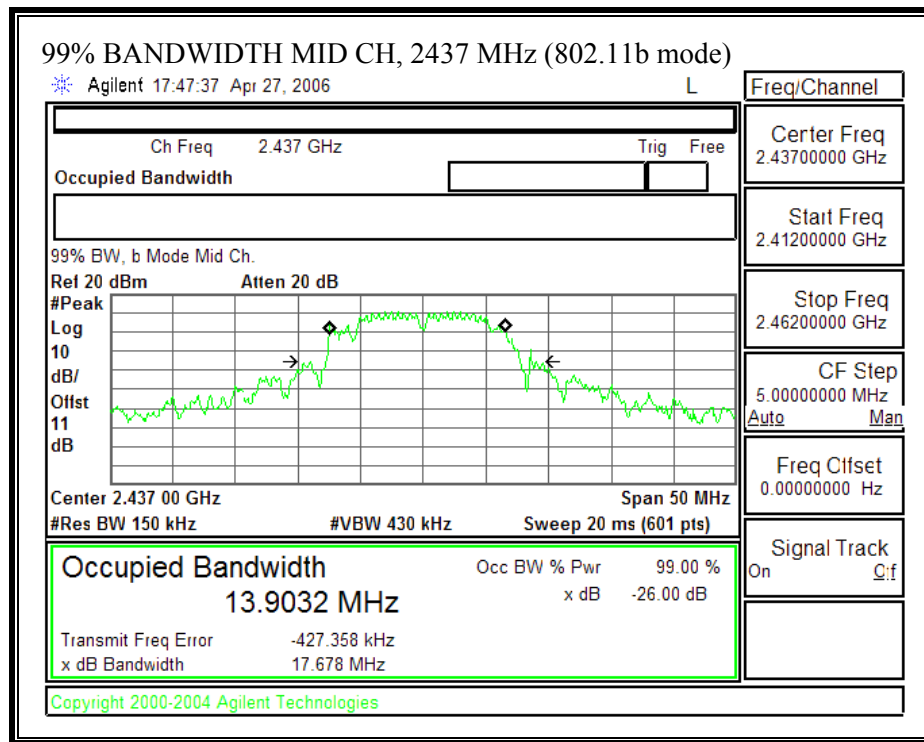 99% BANDWIDTH MID CH, 2437 MHz (802.11b mode)
Agilent 17:47:37 Apr 27, 2006 L
Freq/Channel
Ch Freq 2.437 GHz Trig Free
Occupied Bandwidth
Center Freq
2.43700000 GHz
Start Freq
2.41200000 GHz
Stop Freq
2.46200000 GHz
CF Step
5.00000000 MHz
Auto Man
Freq Offset
0.00000000 Hz
Signal Track
On Off
99% BW, b Mode Mid Ch.
Ref 20 dBm Atten 20 dB
#Peak
Log
10
dB/
Offst
11
dB
Center 2.437 00 GHz Span 50 MHz
#Res BW 150 kHz #VBW 430 kHz Sweep 20 ms (601 pts)
Occupied Bandwidth
13.9032 MHz
Occ BW % Pwr 99.00 %
x dB -26.00 dB
Transmit Freq Error -427.358 kHz
x dB Bandwidth 17.678 MHz
Copyright 2000-2004 Agilent Technologies